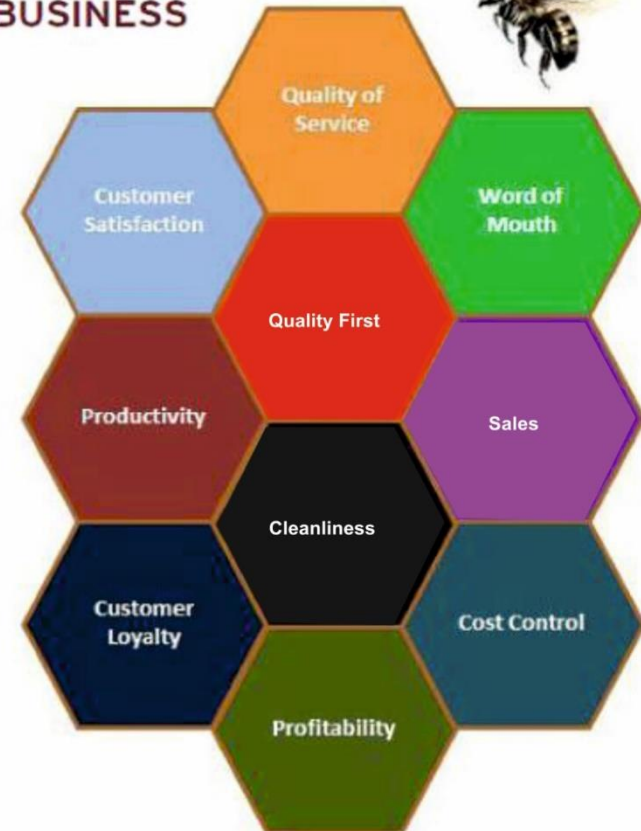 BUSINESS
Quality of
Service
Customer
Satisfaction
Word of
Mouth
Quality First
Productivity
Sales
Cleanliness
Customer
Loyalty
Cost Control
Profitability